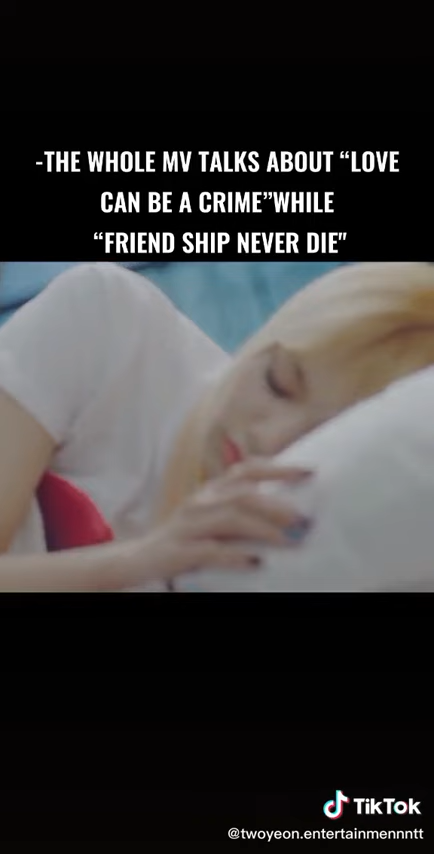 -THE WHOLE MV TALKS ABOUT “LOVE
CAN BE A CRIME”WHILE
“FRIEND SHIP NEVER DIE"
TikTok
@twoyeon.entertainmennntt